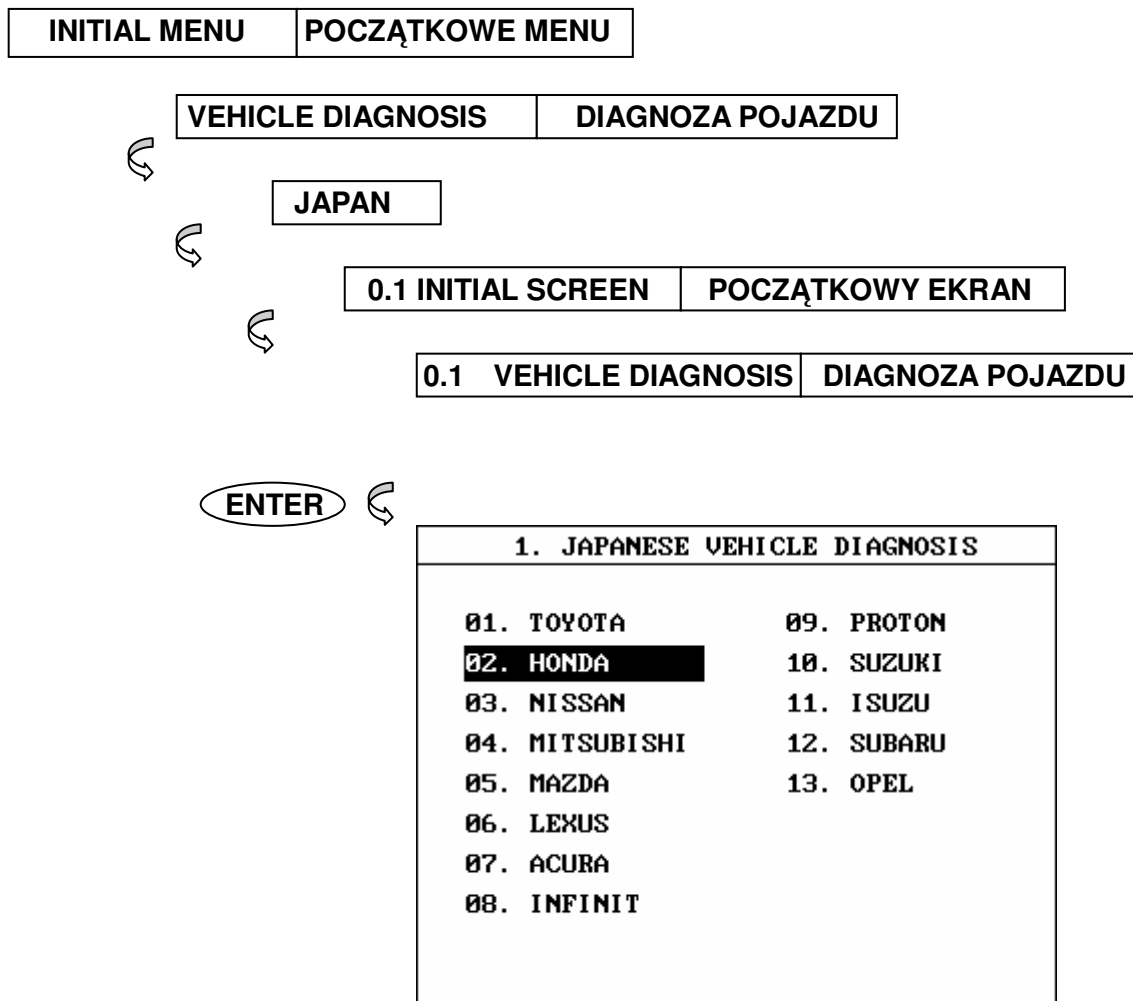 INITIAL MENU POCZĄTKOWE MENU
VEHICLE DIAGNOSIS DIAGNOZA POJAZDU
JAPAN
0.1 INITIAL SCREEN POCZĄTKOWY EKRAN
0.1 VEHICLE DIAGNOSIS DIAGNOZA POJAZDU
ENTER
1. JAPANESE VEHICLE DIAGNOSIS
01. TOYOTA
02. HONDA
03. NISSAN
04. MITSUBISHI
05. MAZDA
06. LEXUS
07. ACURA
08. INFINIT
09. PROTON
10. SUZUKI
11. ISUZU
12. SUBARU
13. OPEL